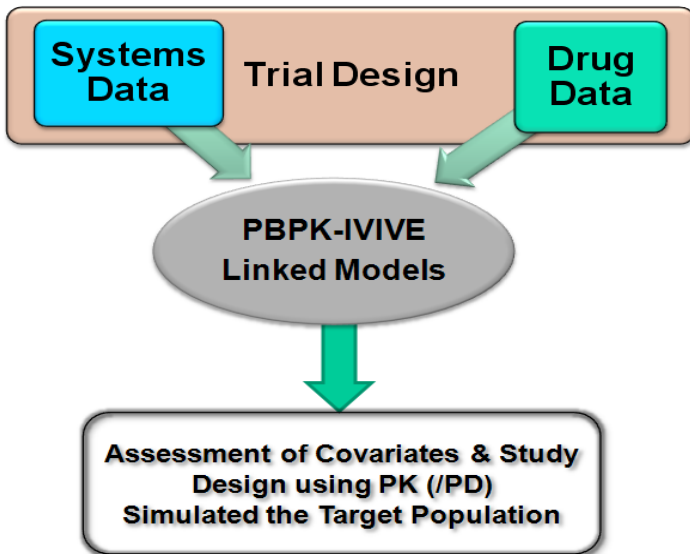 Systems
Data
Trial Design
Drug
Data
PBPK-IVIVE
Linked Models
Assessment of Covariates & Study
Design using PK (/PD)
Simulated the Target Population